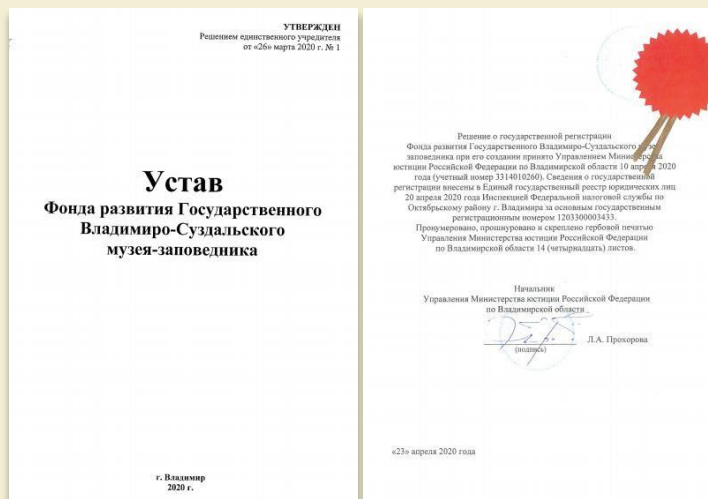 УТВЕРЖДЕН
Решением единственного учредителя
от «26» марта 2020 г. № 1
Устав
Фонда развития Государственного
Владимиро-Суздальского
музея-заповедника
г. Владимир
2020 г.
Решение о государственной регистрации
Фонда развития Государственного Владимиро-Суздальского
заповедника при его создании принято Управлением Министерства
юстиции Российской Федерации по Владимирской области 10 апреля 2020
года (учетный номер 3314010260). Сведения о государственной
регистрации внесены в Единый государственный реестр юридических лиц
20 апреля 2020 года Инспекцией Федеральной налоговой службы по
Октябрьскому району г. Владимира за основным государственным
регистрационным номером 1203300003433.
Пронумеровано, прошнуровано и скреплено гербовой печатью
Управления Министерства юстиции Российской Федерации
по Владимирской области 14 (четырнадцать) листов.
Начальник
Управления Министерства юстиции Российской Федерации
по Владимирской области
Л.А. Прохорова
(подпись)
«23» апреля 2020 года